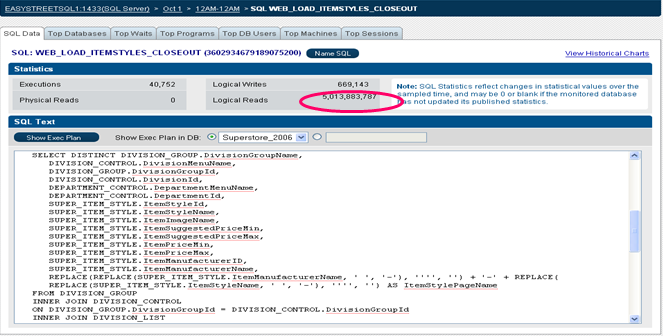 EASYSTREETSQL1:1433(SQL Server) > Oct 1 > 12AM-12AM > SQL WEB_LOAD_ITEMSTYLES_CLOSEOUT
SQL Data Top Databases Top Waits Top Programs Top DB Users Top Machines Top Sessions
SQL: WEB_LOAD_ITEMSTYLES_CLOSEOUT (3602934679189075200) Name SQL View Historical Charts
Statistics
Executions 40,752 Logical Writes 669,143
Physical Reads 0 Logical Reads 5,013,883,787
Note: SQL Statistics reflect changes in statistical values over the
sampled time, and may be 0 or blank if the monitored database
has not updated its published statistics.
SQL Text
Show Exec Plan Show Exec Plan in DB: Superstore_2006
SELECT DISTINCT DIVISION_GROUP.DivisionGroupName,
DIVISION_CONTROL.DivisionMenuName,
DIVISION_GROUP.DivisionGroupId,
DIVISION_CONTROL.DivisionId,
DEPARTMENT_CONTROL.DepartmentMenuName,
DEPARTMENT_CONTROL.DepartmentId,
SUPER_ITEM_STYLE.ItemStyleId,
SUPER_ITEM_STYLE.ItemStyleName,
SUPER_ITEM_STYLE.ItemImageName,
SUPER_ITEM_STYLE.ItemSuggestedPriceMin,
SUPER_ITEM_STYLE.ItemSuggestedPriceMax,
SUPER_ITEM_STYLE.ItemPriceMin,
SUPER_ITEM_STYLE.ItemPriceMax,
SUPER_ITEM_STYLE.ItemManufacturerID,
SUPER_ITEM_STYLE.ItemManufacturerName,
REPLACE(REPLACE(SUPER_ITEM_STYLE.ItemManufacturerName, ' ', '-'), '''', '') + '-' + REPLACE(
REPLACE(SUPER_ITEM_STYLE.ItemStyleName, ' ', '-'), '''', '') AS ItemStylePageName
FROM DIVISION_GROUP
INNER JOIN DIVISION_CONTROL
ON DIVISION_GROUP.DivisionGroupId = DIVISION_CONTROL.DivisionGroupId
INNER JOIN DIVISION_LIST